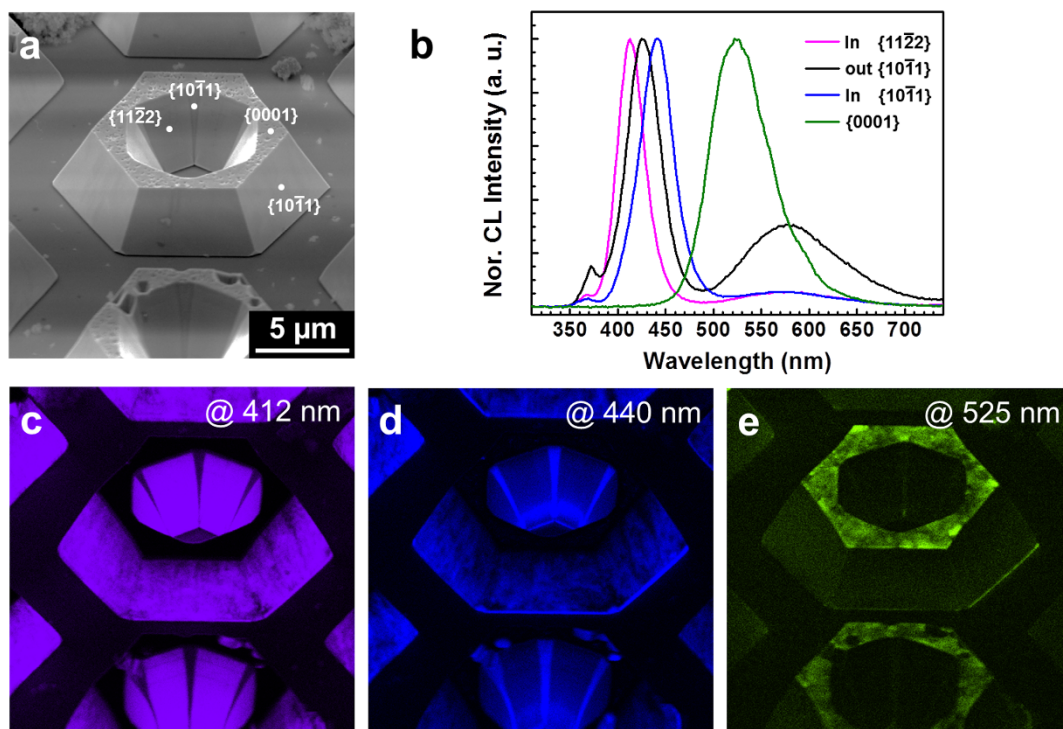 a
{101̅1}
{112̅2}
{0001}
{101̅1}
5 µm
b
In {112̅2}
out {101̅1}
In {101̅1}
{0001}
Nor. CL Intensity (a. u.)
350 400 450 500 550 600 650 700
Wavelength (nm)
c
@ 412 nm
d
@ 440 nm
e
@ 525 nm